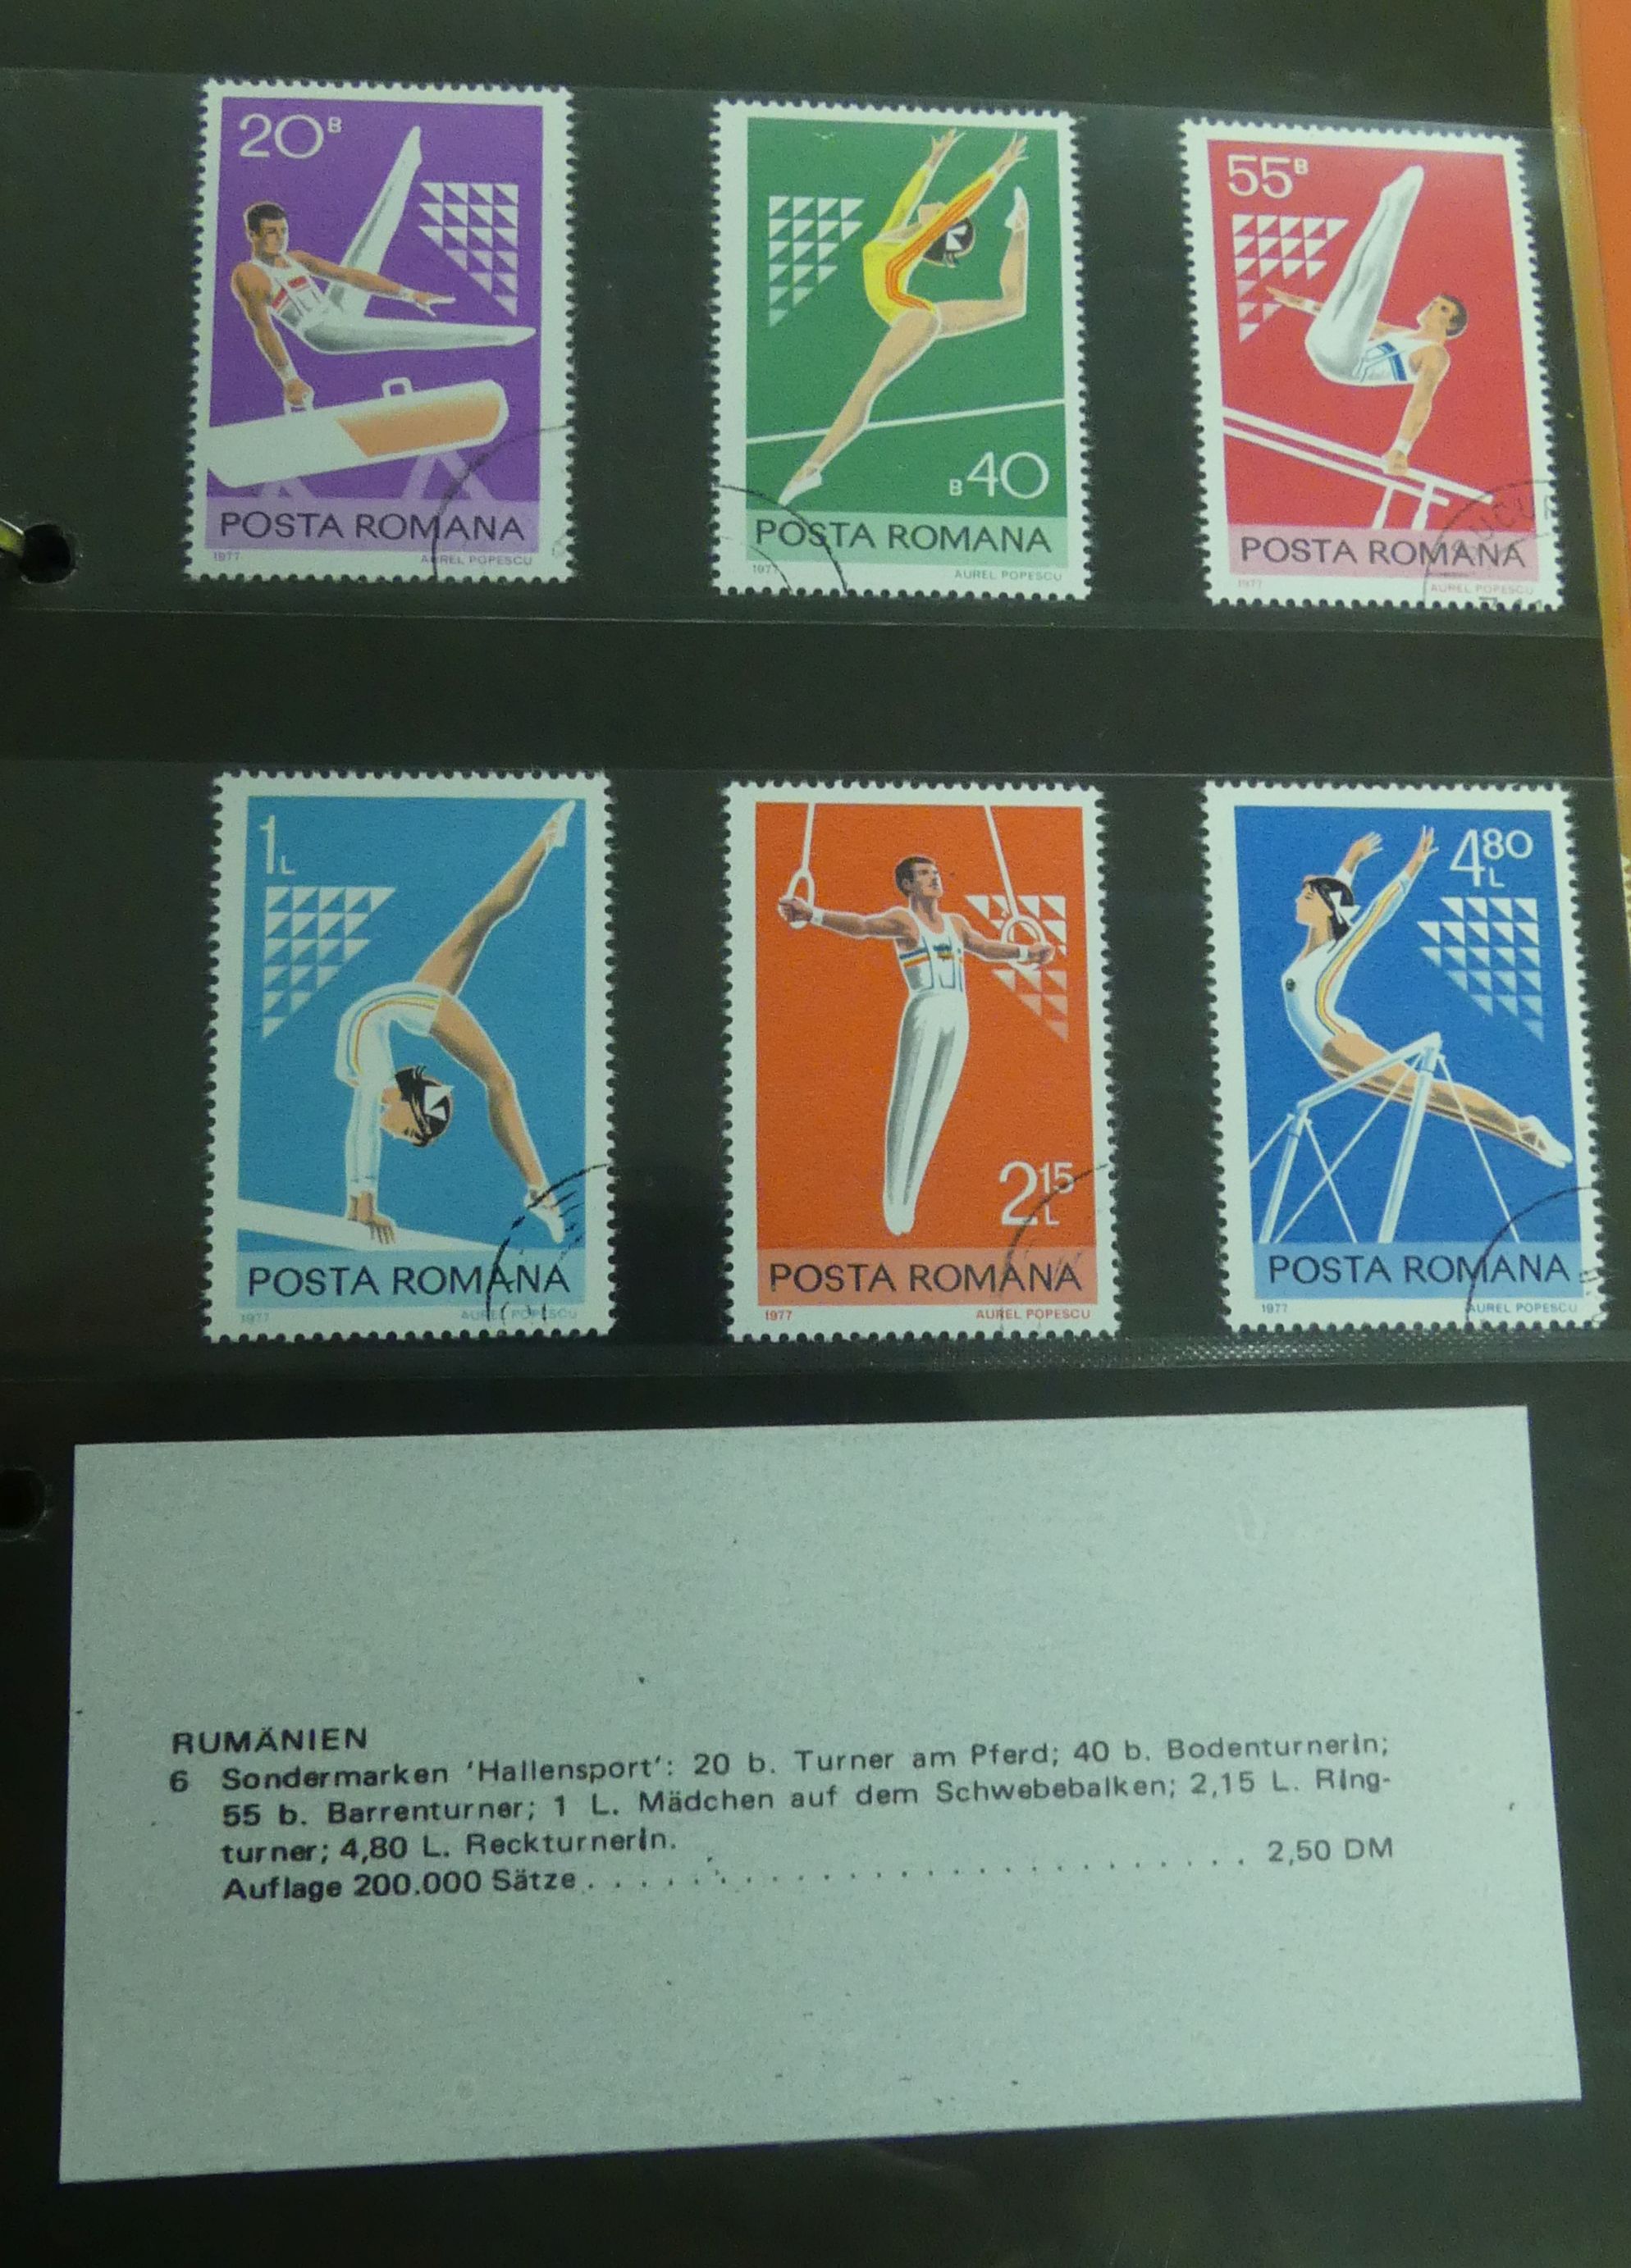 20B
POSTA ROMANA
1977 AUREL POPESCU
B40
POSTA ROMANA
1977 AUREL POPESCU
55B
POSTA ROMANA
1977 AUREL POPESCU
1L
POSTA ROMANA
1977 AUREL POPESCU
2 15 L
POSTA ROMANA
1977 AUREL POPESCU
4 80 L
POSTA ROMANA
1977 AUREL POPESCU
RUMÄNIEN
6 Sondermarken 'Hallensport': 20 b. Turner am Pferd; 40 b. Bodenturnerin;
55 b. Barrenturner; 1 L. Mädchen auf dem Schwebebalken; 2,15 L. Ring-
turner; 4,80 L. Reckturnerin.
Auflage 200.000 Sätze . . . . . . . . . . . . . . . . . . . . . . . . . 2,50 DM